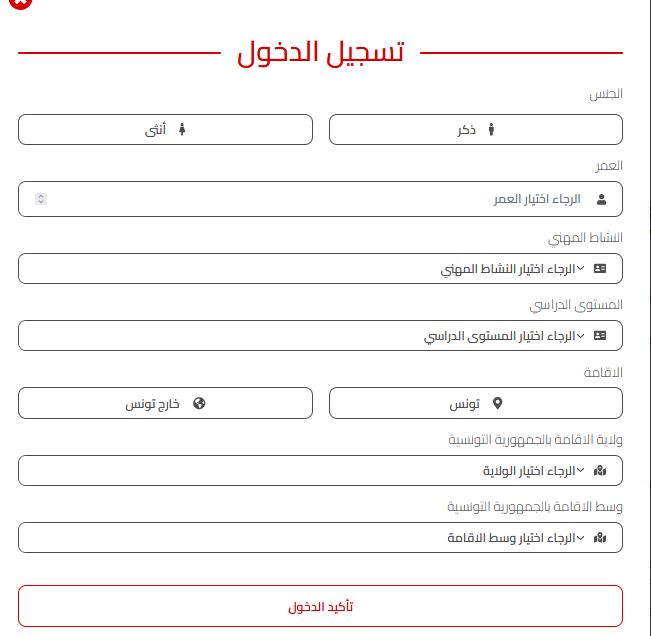 تسجيل الدخول
الجنس
ذكر
أنثى
العمر
الرجاء اختيار العمر
النشاط المهني
الرجاء اختيار النشاط المهني
المستوى الدراسي
الرجاء اختيار المستوى الدراسي
الاقامة
تونس
خارج تونس
ولاية الاقامة بالجمهورية التونسية
الرجاء اختيار الولاية
وسط الاقامة بالجمهورية التونسية
الرجاء اختيار وسط الاقامة
تأكيد الدخول